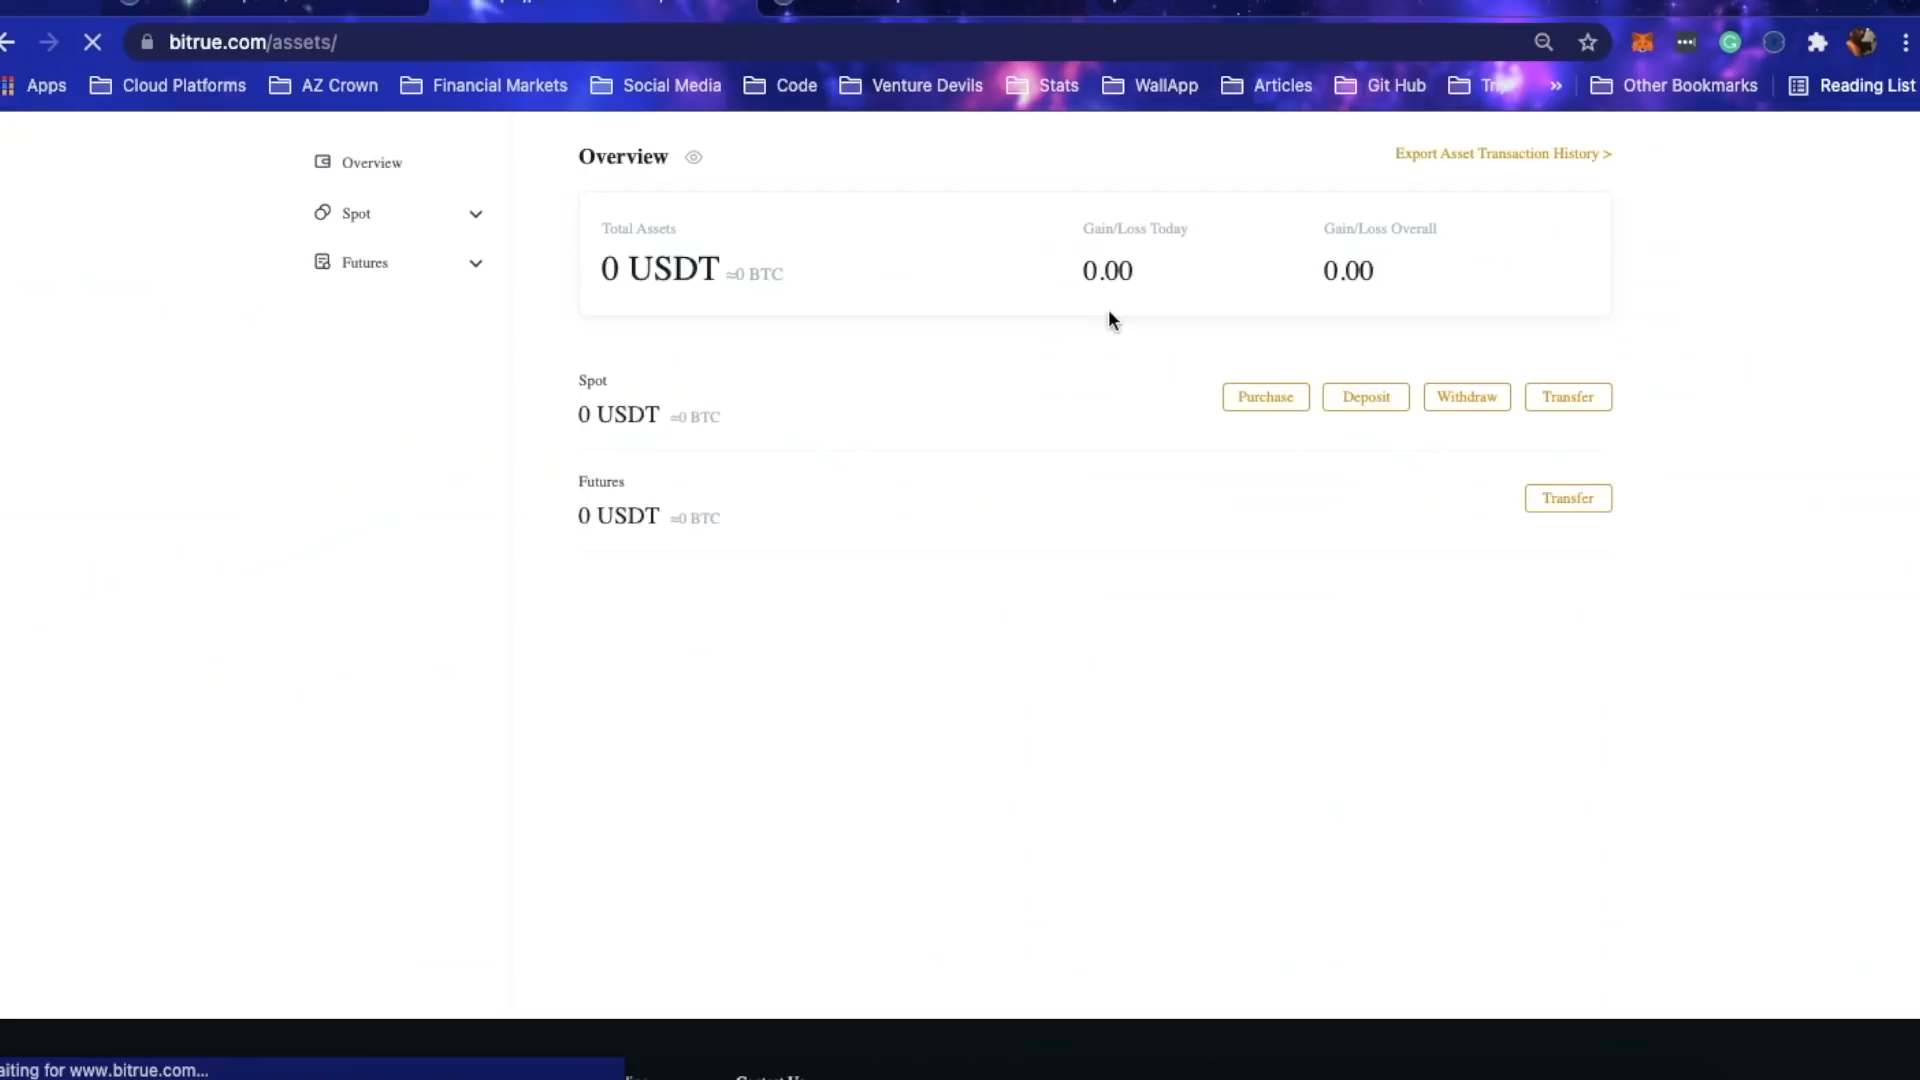 bitrue.com/assets/
Apps Cloud Platforms AZ Crown Financial Markets Social Media Code Venture Devils Stats WallApp Articles Git Hub » Other Bookmarks Reading List
Overview
Spot
Futures
Overview
Export Asset Transaction History >
Total Assets
0 USDT ≈0 BTC
Gain/Loss Today
0.00
Gain/Loss Overall
0.00
Spot
0 USDT ≈0 BTC
Purchase Deposit Withdraw Transfer
Futures
0 USDT ≈0 BTC
Transfer
aiting for www.bitrue.com...
Contact Us